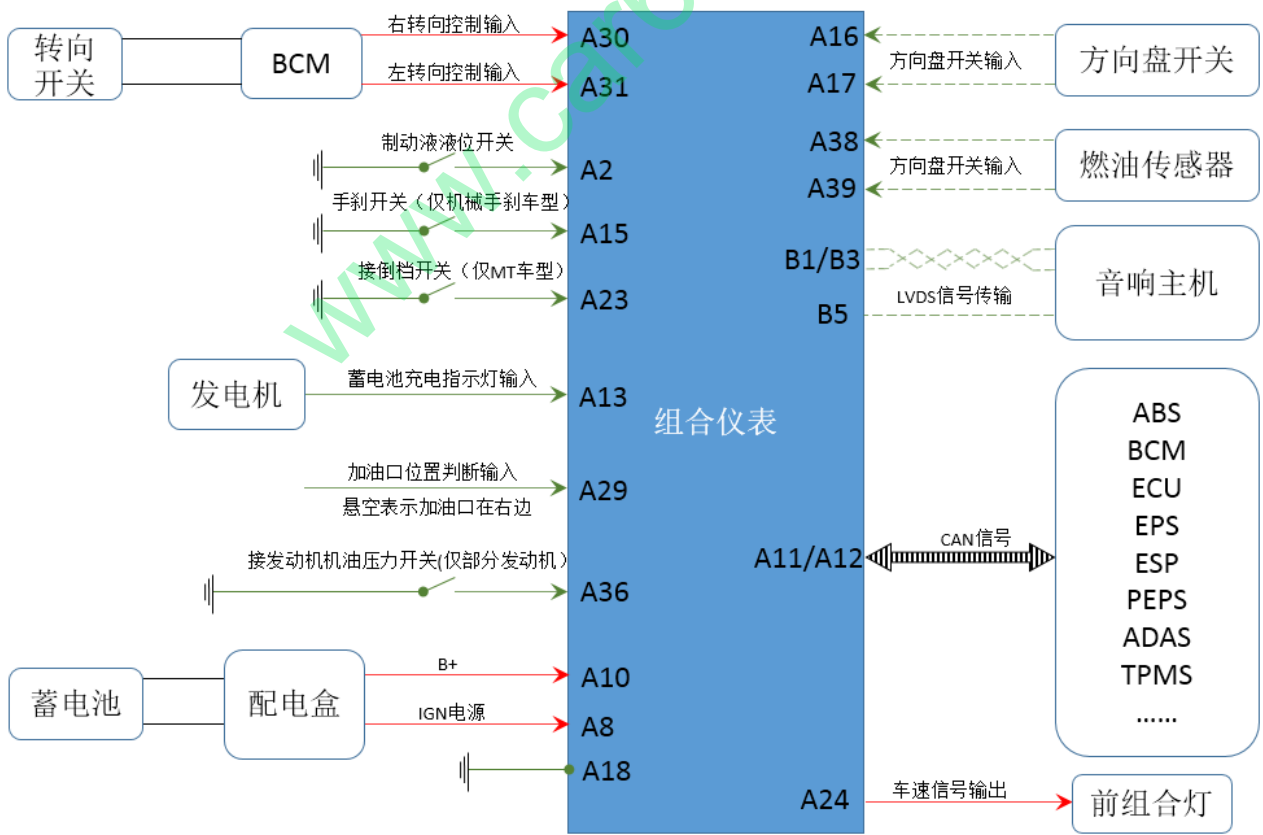 转向
开关
BCM
右转向控制输入
左转向控制输入
A30
A31
制动液液位开关
A2
手刹开关（仅机械手刹车型）
A15
接倒档开关（仅MT车型）
A23
发电机
蓄电池充电指示灯输入
A13
加油口位置判断输入
悬空表示加油口在右边
A29
接发动机机油压力开关(仅部分发动机）
A36
蓄电池
配电盒
B+
IGN电源
A10
A8
A18
组合仪表
A16
A17
方向盘开关输入
方向盘开关
A38
A39
方向盘开关输入
燃油传感器
B1/B3
B5
LVDS信号传输
音响主机
A11/A12
CAN信号
ABS
BCM
ECU
EPS
ESP
PEPS
ADAS
TPMS
……
A24
车速信号输出
前组合灯